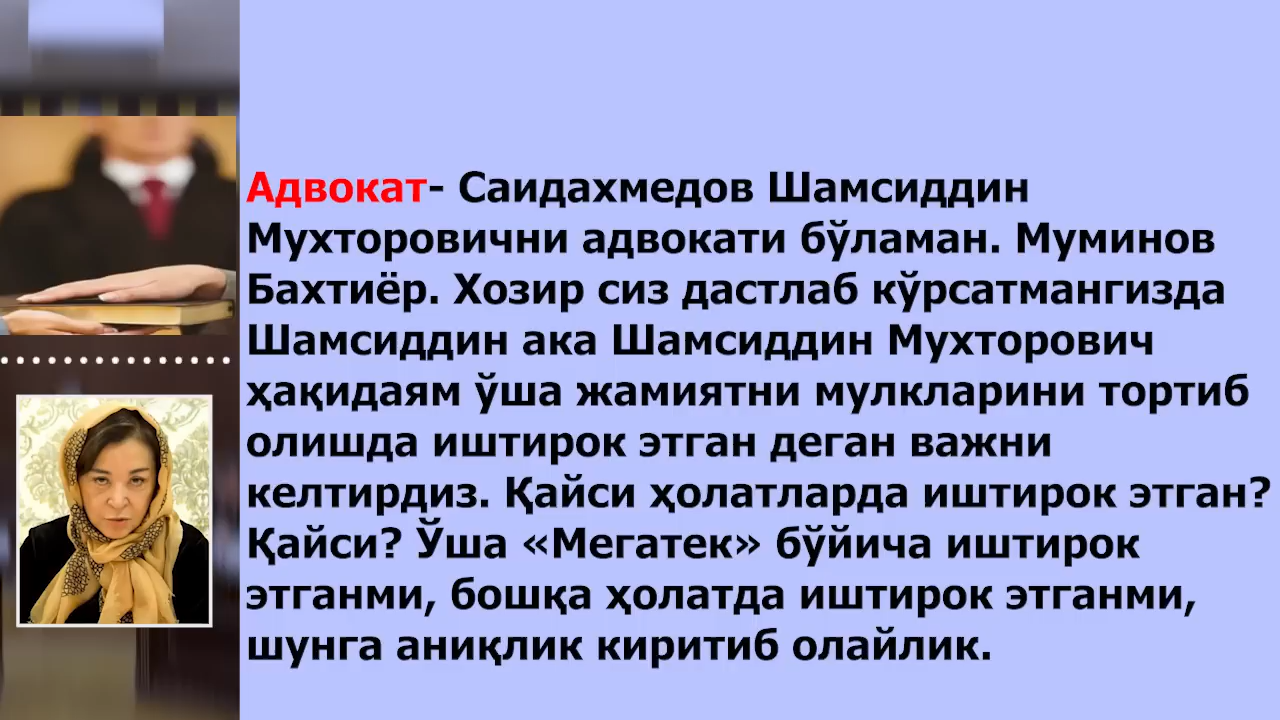 Адвокат- Саидахмедов Шамсиддин
Мухторовични адвокати бўламан. Муминов
Бахтиёр. Хозир сиз дастлаб кўрсатмангизда
Шамсиддин ака Шамсиддин Мухторович
ҳақидаям ўша жамиятни мулкларини тортиб
олишда иштирок этган деган важни
келтирдиз. Қайси ҳолатларда иштирок этган?
Қайси? Ўша «Мегатек» бўйича иштирок
этганми, бошқа ҳолатда иштирок этганми,
шунга аниқлик киритиб олайлик.